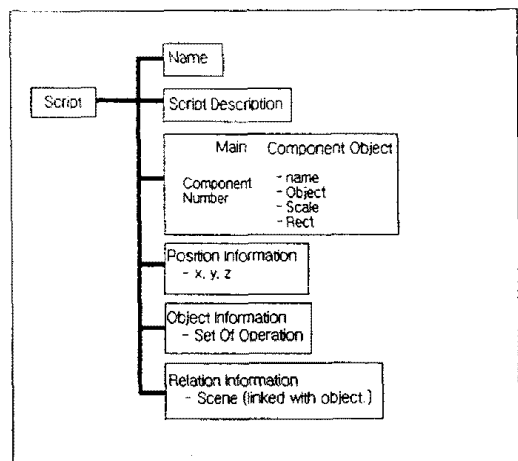 Name
Script
Script Description
Main Component Object
Component
Number
- name
- Object
- Scale
- Rect
Position Information
- x, y, z
Object Information
- Set Of Operation
Relation Information
- Scene (linked with object.)